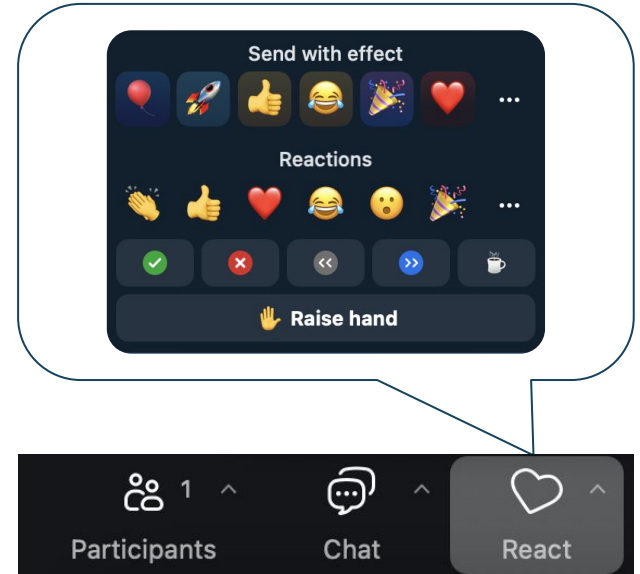 Send with effect
Reactions
Raise hand
1
Participants
Chat
React